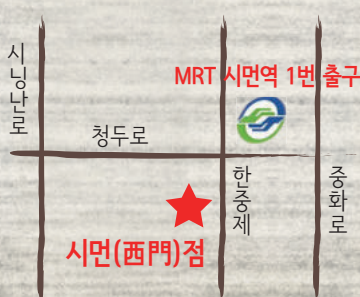 시닝난로
MRT 시먼역 1번 출구
청두로
한중제
중화로
시먼(西門)점